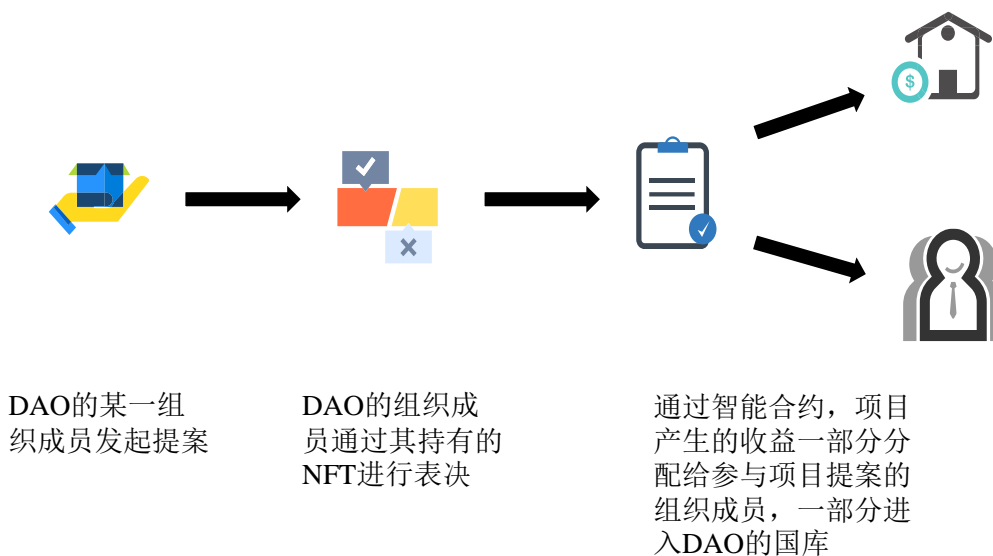 $
DAO的某一组
织成员发起提案
DAO的组织成
员通过其持有的
NFT进行表决
通过智能合约，项目
产生的收益一部分分
配给参与项目提案的
组织成员，一部分进
入DAO的国库